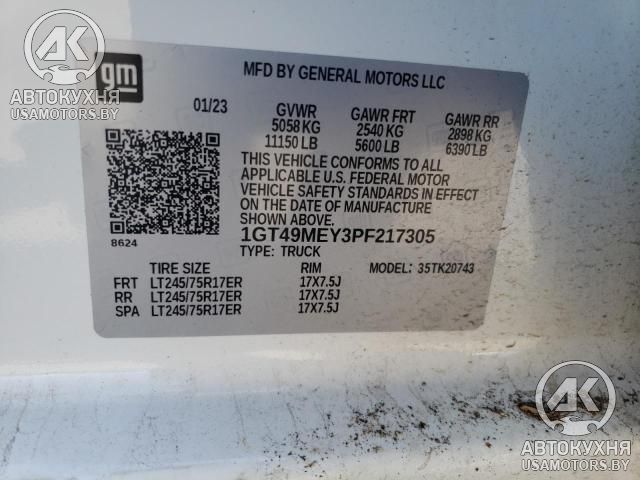 AK
АВТОКУХНЯ
USAMOTORS.BY
gm
MFD BY GENERAL MOTORS LLC
01/23 GVWR GAWR FRT GAWR RR
5058 KG 2540 KG 2898 KG
11150 LB 5600 LB 6390 LB
THIS VEHICLE CONFORMS TO ALL
APPLICABLE U.S. FEDERAL MOTOR
VEHICLE SAFETY STANDARDS IN EFFECT
ON THE DATE OF MANUFACTURE
SHOWN ABOVE.
8624
1GT49MEY3PF217305
TYPE: TRUCK MODEL: 35TK20743
TIRE SIZE RIM
FRT LT245/75R17ER 17X7.5J
RR LT245/75R17ER 17X7.5J
SPA LT245/75R17ER 17X7.5J
AK
АВТОКУХНЯ
USAMOTORS.BY